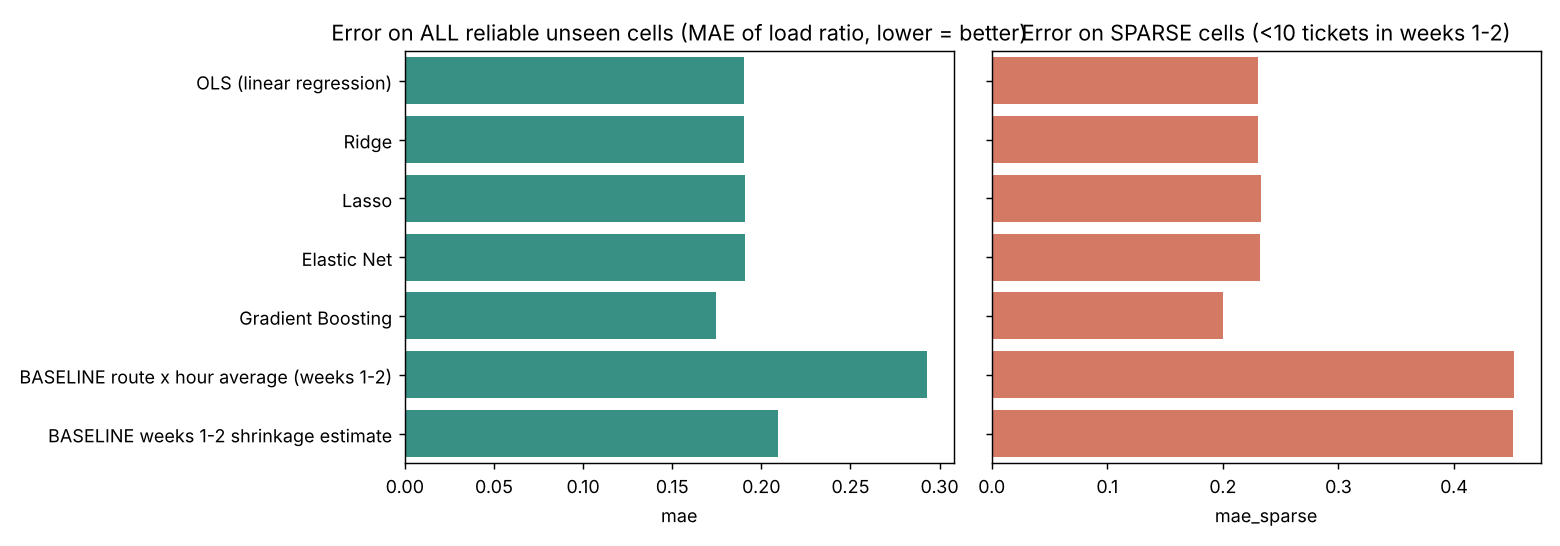 Error on ALL reliable unseen cells (MAE of load ratio, lower = better)
Error on SPARSE cells (<10 tickets in weeks 1-2)
OLS (linear regression)
Ridge
Lasso
Elastic Net
Gradient Boosting
BASELINE route x hour average (weeks 1-2)
BASELINE weeks 1-2 shrinkage estimate
0.00 0.05 0.10 0.15 0.20 0.25 0.30
mae
0.0 0.1 0.2 0.3 0.4
mae_sparse